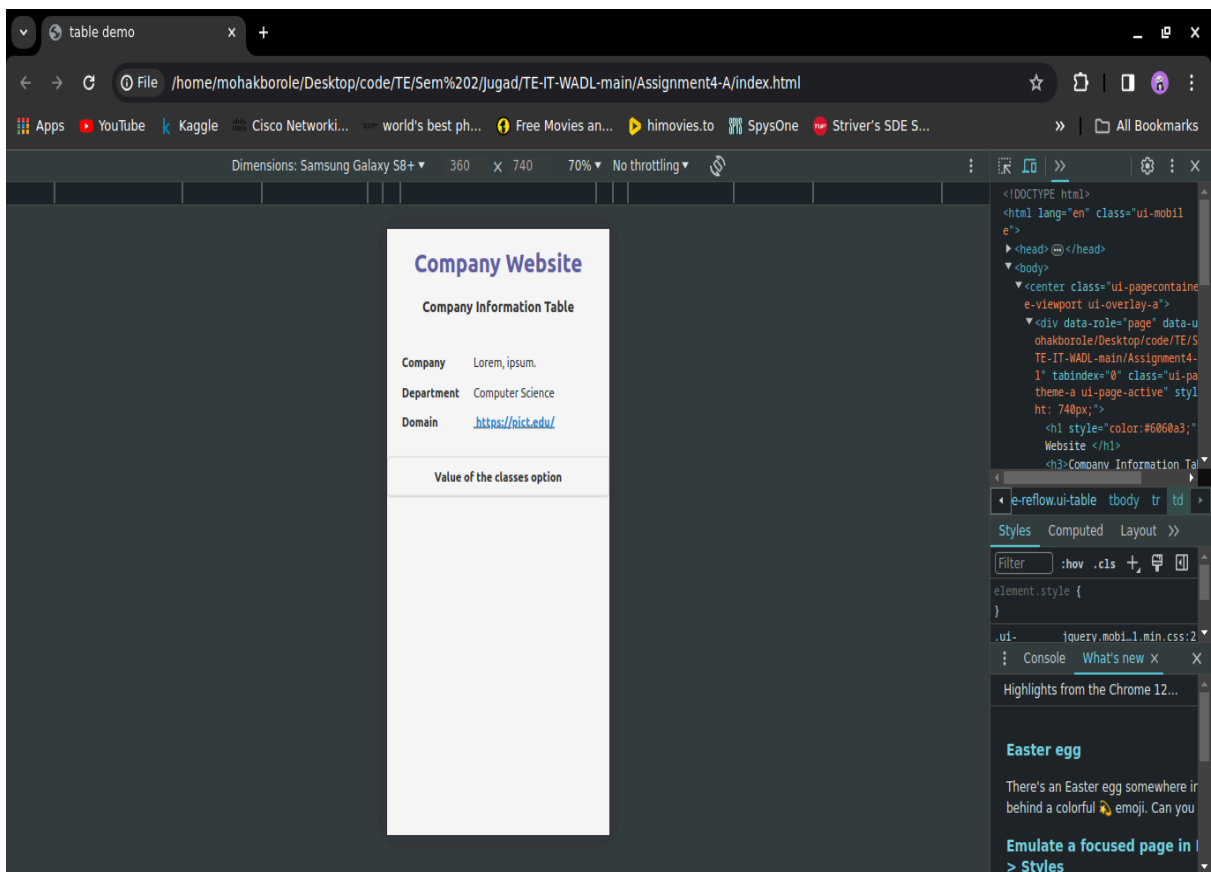 table demo
File /home/mohakborole/Desktop/code/TE/Sem%202/Jugad/TE-IT-WADL-main/Assignment4-A/index.html
Apps YouTube Kaggle Cisco Networki... world's best ph... Free Movies an... himovies.to SpysOne Striver's SDE S... » All Bookmarks
Dimensions: Samsung Galaxy S8+ 360 x 740 70% No throttling
Company Website
Company Information Table
Company Lorem, ipsum.
Department Computer Science
Domain https://pict.edu/
Value of the classes option
<!DOCTYPE html>
<html lang="en" class="ui-mobil
e">
<head> ... </head>
<body>
<center class="ui-pagecontaine
e-viewport ui-overlay-a">
<div data-role="page" data-u
ohakborole/Desktop/code/TE/S
TE-IT-WADL-main/Assignment4-
l" tabindex="0" class="ui-pa
theme-a ui-page-active" styl
ht: 740px;">
<h1 style="color:#6060a3;"
Website </h1>
<h3>Company Information Ta
e-reflow.ui-table tbody tr td
Styles Computed Layout »
Filter :hov .cls +
element.style {
}
.ui- jquery.mobi…1.min.css:2
Console What's new
Highlights from the Chrome 12...
Easter egg
There's an Easter egg somewhere in
behind a colorful 💫 emoji. Can you
Emulate a focused page in
> Styles